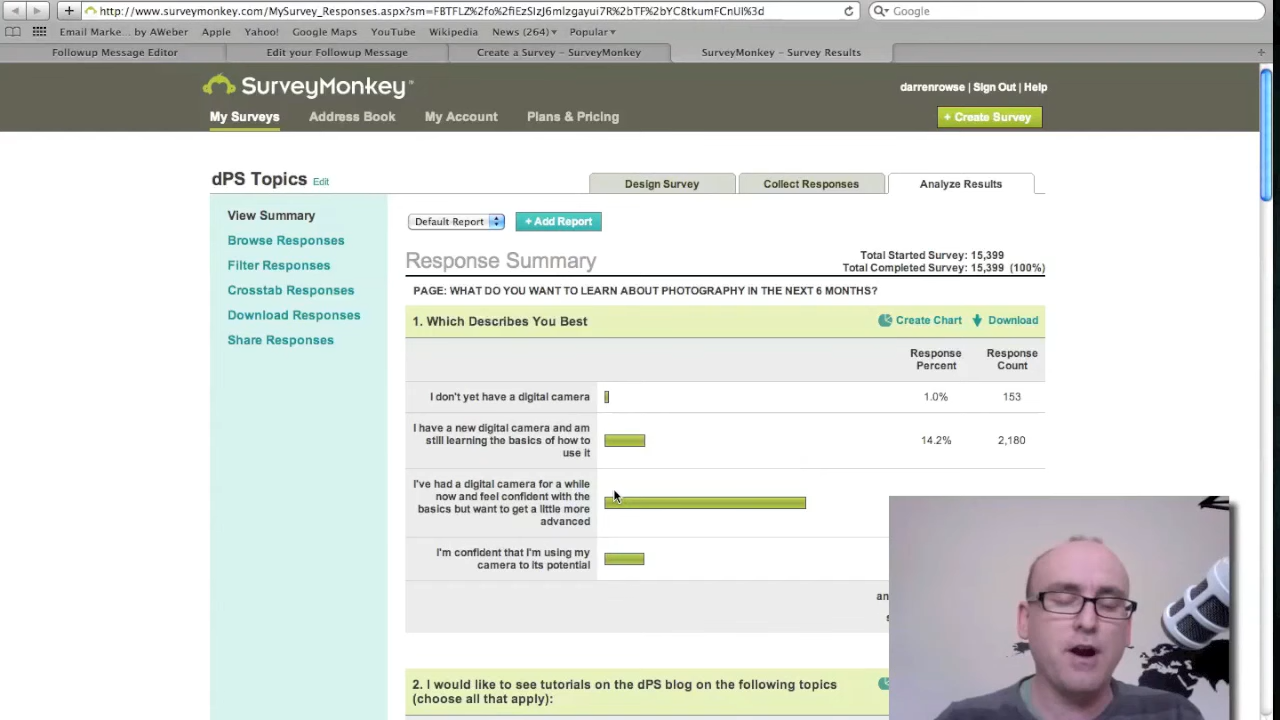 http://www.surveymonkey.com/MySurvey_Responses.aspx?sm=FBTFLZ%2fo%2fiEzSIzJ6mlzgayui7R%2bTF%2bYC8tkumFCnUI%3d
Google
Email Marke... by AWeber Apple Yahoo! Google Maps YouTube Wikipedia News (264) Popular
Followup Message Editor Edit your Followup Message Create a Survey – SurveyMonkey SurveyMonkey – Survey Results
SurveyMonkey
darrenrowse | Sign Out | Help
My Surveys Address Book My Account Plans & Pricing
+ Create Survey
dPS Topics Edit
Design Survey Collect Responses Analyze Results
View Summary
Browse Responses
Filter Responses
Crosstab Responses
Download Responses
Share Responses
Default Report + Add Report
Response Summary
Total Started Survey: 15,399
Total Completed Survey: 15,399 (100%)
PAGE: WHAT DO YOU WANT TO LEARN ABOUT PHOTOGRAPHY IN THE NEXT 6 MONTHS?
1. Which Describes You Best
Create Chart Download
Response Response
Percent Count
I don't yet have a digital camera 1.0% 153
I have a new digital camera and am
still learning the basics of how to 14.2% 2,180
use it
I've had a digital camera for a while
now and feel confident with the
basics but want to get a little more
advanced
I'm confident that I'm using my
camera to its potential
an
s
2. I would like to see tutorials on the dPS blog on the following topics
(choose all that apply):